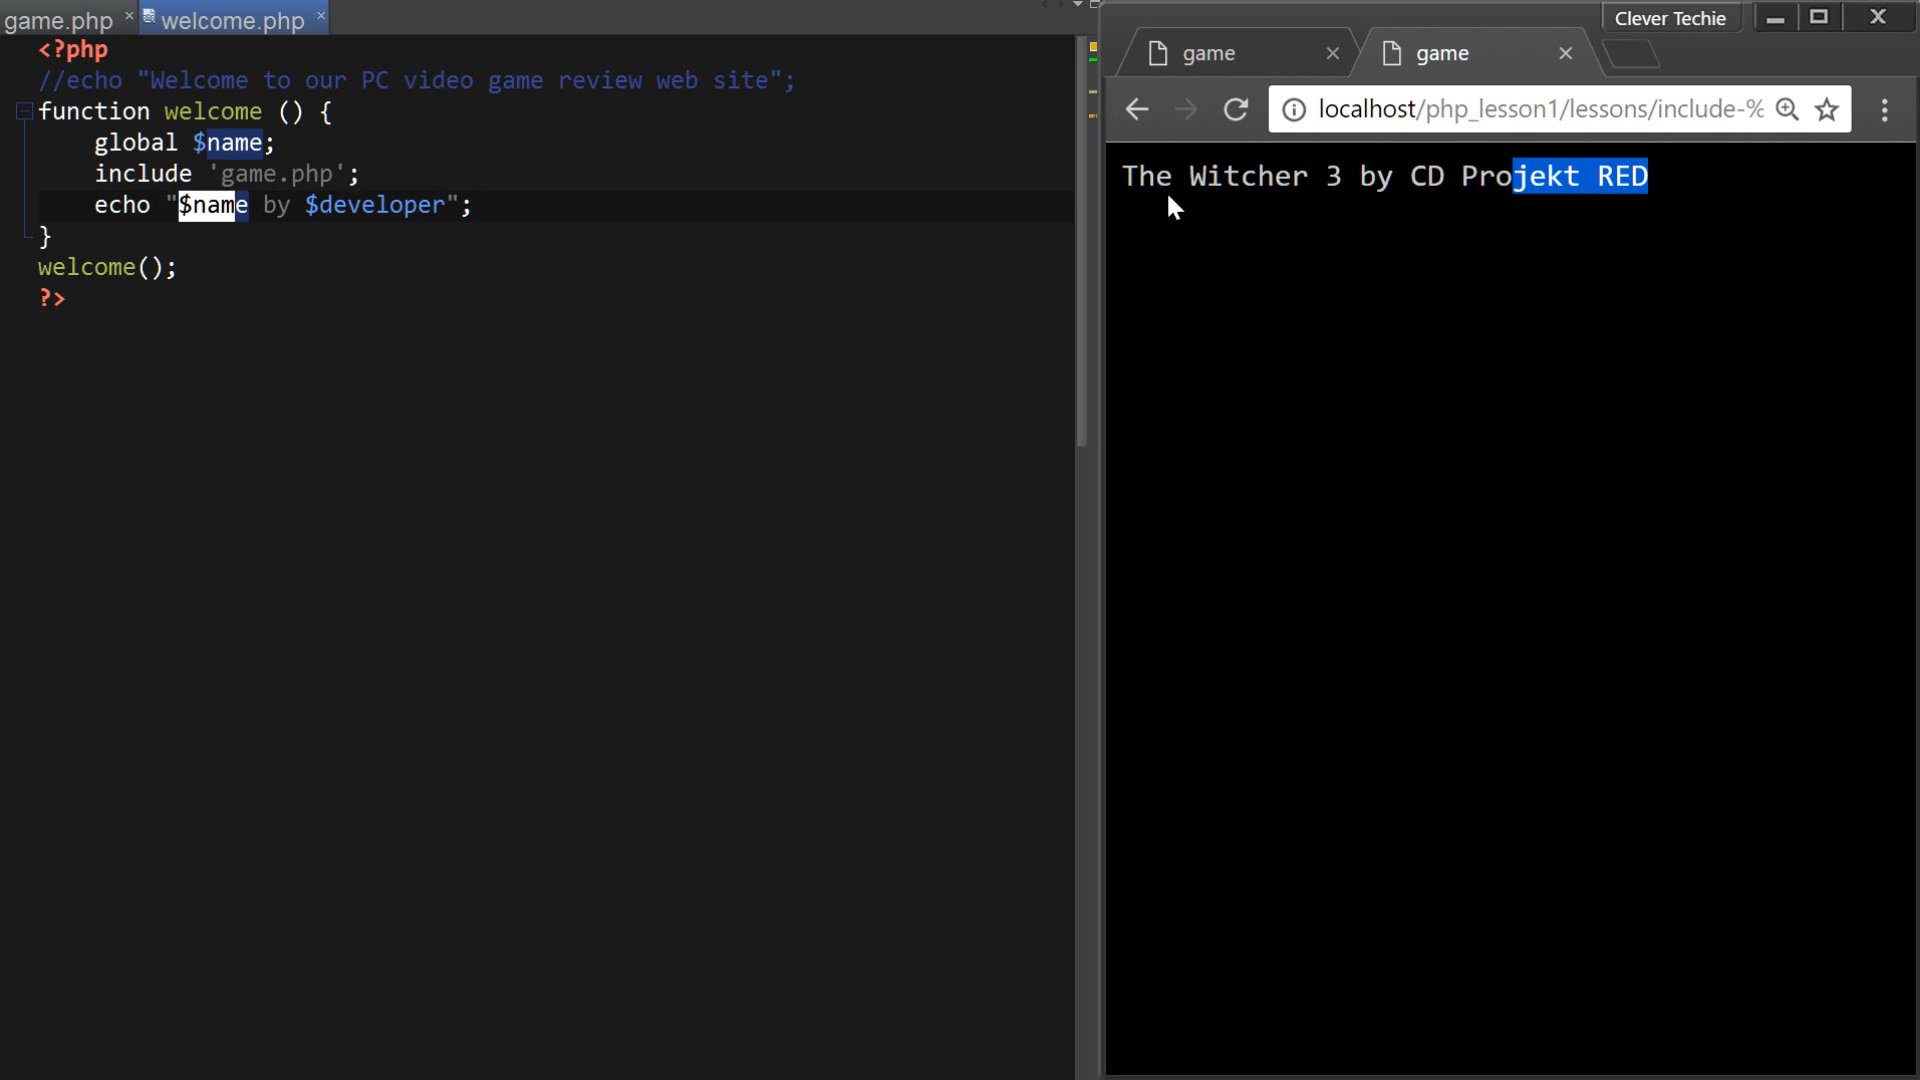 game.php
welcome.php
<?php
//echo "Welcome to our PC video game review web site";
function welcome () {
global $name;
include 'game.php';
echo "$name by $developer";
}
welcome();
?>
Clever Techie
game
game
localhost/php_lesson1/lessons/include-%
The Witcher 3 by CD Projekt RED